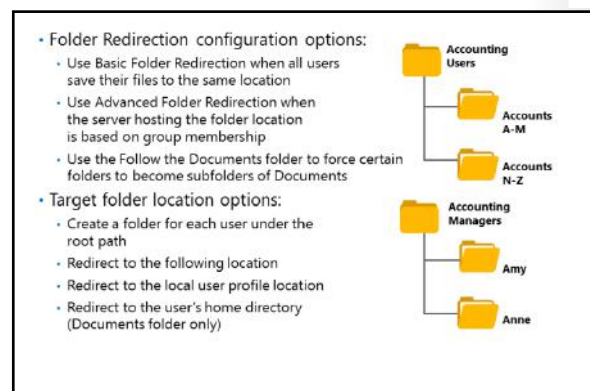 • Folder Redirection configuration options:
• Use Basic Folder Redirection when all users
save their files to the same location
• Use Advanced Folder Redirection when
the server hosting the folder location
is based on group membership
• Use the Follow the Documents folder to force certain
folders to become subfolders of Documents
• Target folder location options:
• Create a folder for each user under the
root path
• Redirect to the following location
• Redirect to the local user profile location
• Redirect to the user's home directory
(Documents folder only)
Accounting
Users
Accounts
A-M
Accounts
N-Z
Accounting
Managers
Amy
Anne